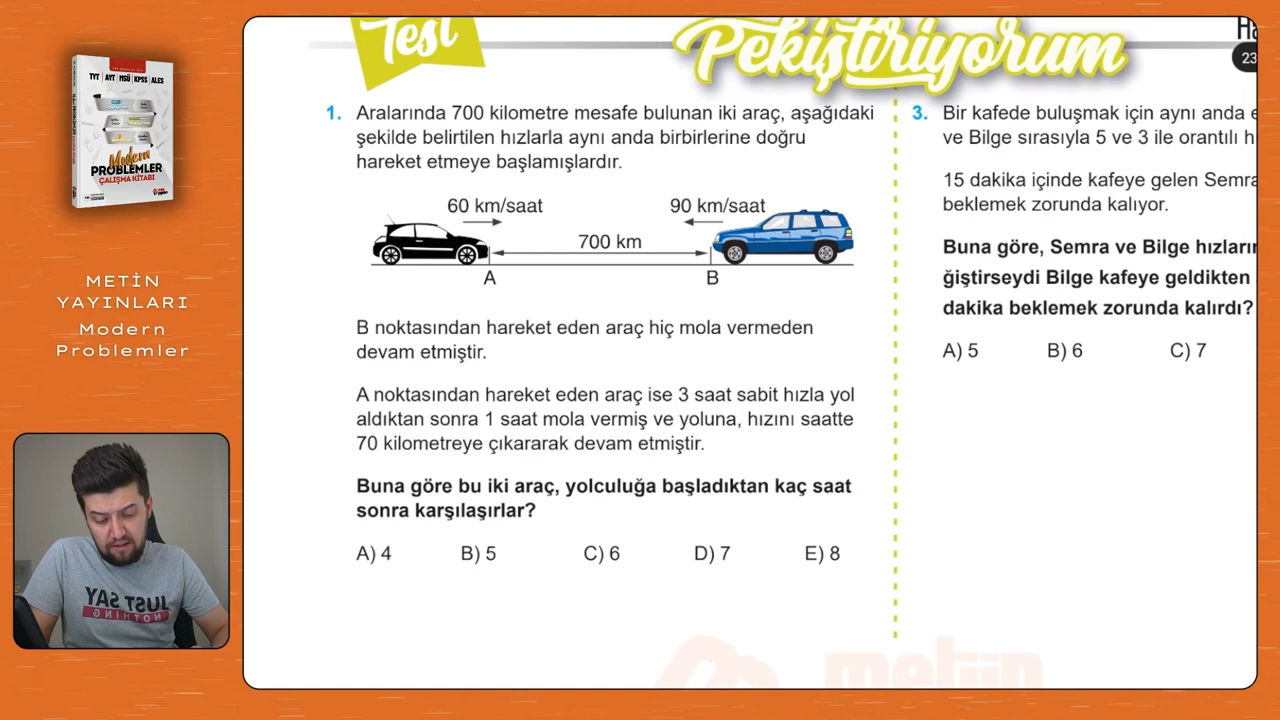 Test
Pekiştiriyorum
23
TYT AYT MSÜ KPSS ALES
Modern
PROBLEMLER
ÇALIŞMA KİTABI
METİN
YAYINLARI
Modern
Problemler
JUST SAY
NOTHING
1. Aralarında 700 kilometre mesafe bulunan iki araç, aşağıdaki
şekilde belirtilen hızlarla aynı anda birbirlerine doğru
hareket etmeye başlamışlardır.
60 km/saat
90 km/saat
700 km
A
B
B noktasından hareket eden araç hiç mola vermeden
devam etmiştir.
A noktasından hareket eden araç ise 3 saat sabit hızla yol
aldıktan sonra 1 saat mola vermiş ve yoluna, hızını saatte
70 kilometreye çıkararak devam etmiştir.
Buna göre bu iki araç, yolculuğa başladıktan kaç saat
sonra karşılaşırlar?
A) 4 B) 5 C) 6 D) 7 E) 8
3. Bir kafede buluşmak için aynı anda
ve Bilge sırasıyla 5 ve 3 ile orantılı
15 dakika içinde kafeye gelen Semra
beklemek zorunda kalıyor.
Buna göre, Semra ve Bilge hızların
ğiştirseydi Bilge kafeye geldikten
dakika beklemek zorunda kalırdı?
A) 5 B) 6 C) 7
metin